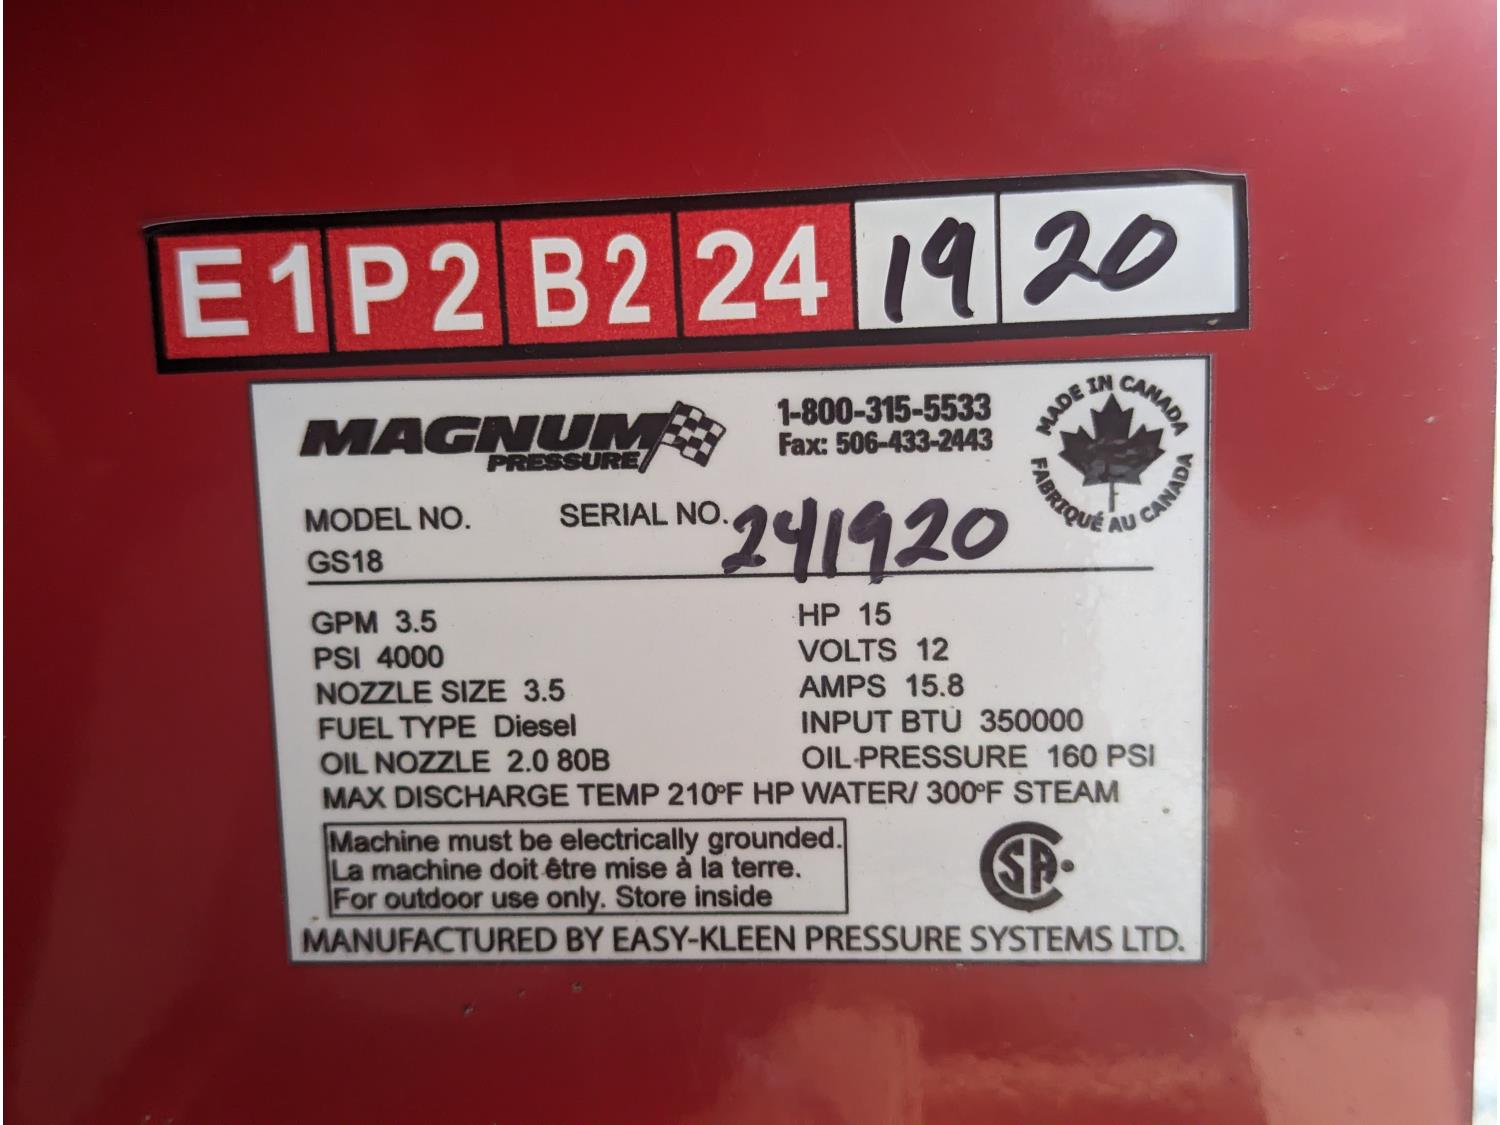 E1 P2 B2 24 19 20
MAGNUM
PRESSURE
1-800-315-5533
Fax: 506-433-2443
MADE IN CANADA
FABRIQUÉ AU CANADA
MODEL NO. SERIAL NO. 241920
GS18
GPM 3.5 HP 15
PSI 4000 VOLTS 12
NOZZLE SIZE 3.5 AMPS 15.8
FUEL TYPE Diesel INPUT BTU 350000
OIL NOZZLE 2.0 80B OIL PRESSURE 160 PSI
MAX DISCHARGE TEMP 210°F HP WATER/ 300°F STEAM
Machine must be electrically grounded.
La machine doit être mise à la terre.
For outdoor use only. Store inside
SA
MANUFACTURED BY EASY-KLEEN PRESSURE SYSTEMS LTD.